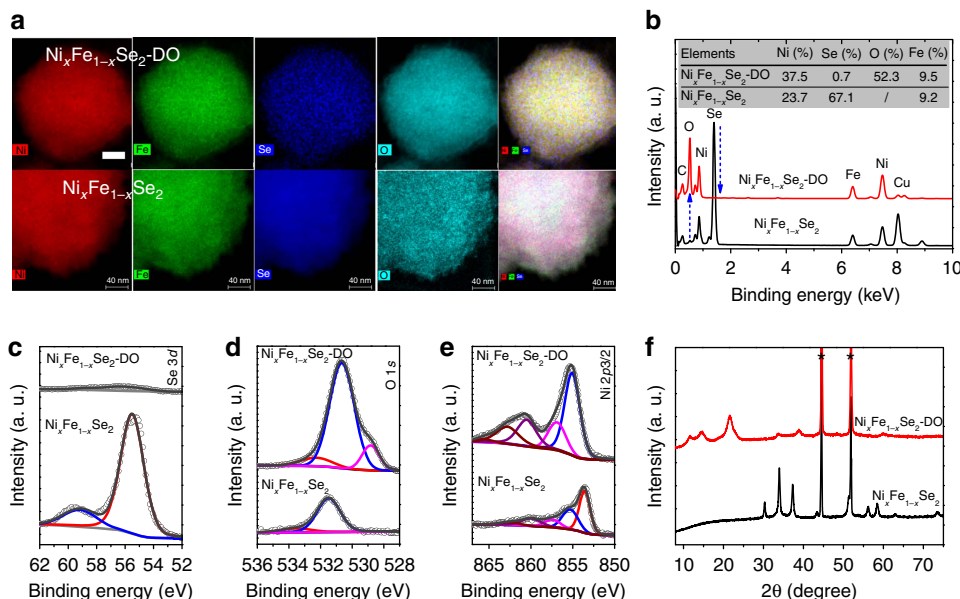 a
NiₓFe₁₋ₓSe₂-DO
Ni
Fe
Se
O
NiₓFe₁₋ₓSe₂
Ni
40 nm
Fe
40 nm
Se
40 nm
O
40 nm
40 nm
b
Elements Ni (%) Se (%) O (%) Fe (%)
NiₓFe₁₋ₓSe₂-DO 37.5 0.7 52.3 9.5
NiₓFe₁₋ₓSe₂ 23.7 67.1 / 9.2
Se
O
C
Ni
NiₓFe₁₋ₓSe₂-DO
Fe
Ni
Cu
NiₓFe₁₋ₓSe₂
Intensity (a. u.)
0 2 4 6 8 10
Binding energy (keV)
c
NiₓFe₁₋ₓSe₂-DO
Se 3d
NiₓFe₁₋ₓSe₂
Intensity (a. u.)
62 60 58 56 54 52
Binding energy (eV)
d
NiₓFe₁₋ₓSe₂-DO
O 1s
NiₓFe₁₋ₓSe₂
Intensity (a. u.)
536 534 532 530 528
Binding energy (eV)
e
NiₓFe₁₋ₓSe₂-DO
Ni 2p3/2
NiₓFe₁₋ₓSe₂
Intensity (a. u.)
865 860 855 850
Binding energy (eV)
f
* *
NiₓFe₁₋ₓSe₂-DO
NiₓFe₁₋ₓSe₂
Intensity (a. u.)
10 20 30 40 50 60 70
2θ (degree)